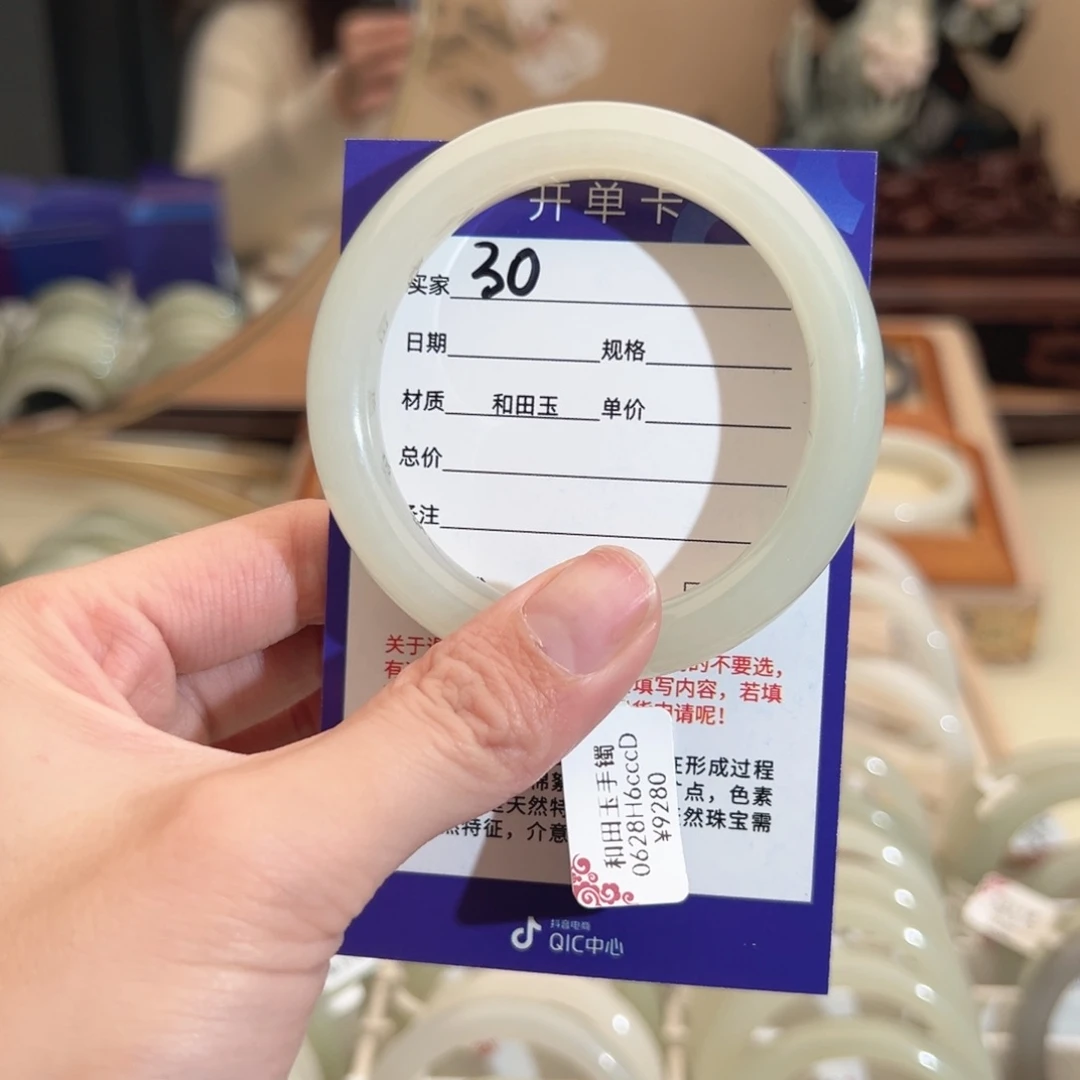 开单卡
买家 30
日期 规格
材质 和田玉 单价
总价
注
关于
的不要选，
有 填写内容，若填
请呢！
形成过程
天然特 点，色素
特征，介意 然珠宝需
和田玉手镯
0628H6cccD
¥9280
抖音电商
QIC中心